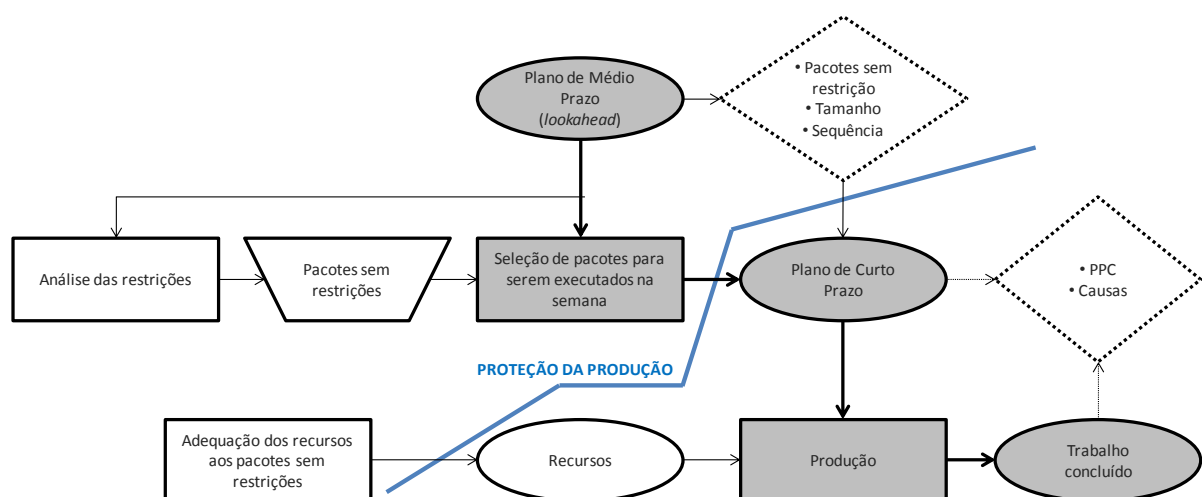 Plano de Médio
Prazo
(lookahead)
• Pacotes sem
restrição
• Tamanho
• Sequência
Análise das restrições
Pacotes sem
restrições
Seleção de pacotes para
serem executados na
semana
Plano de Curto
Prazo
• PPC
• Causas
PROTEÇÃO DA PRODUÇÃO
Adequação dos recursos
aos pacotes sem
restrições
Recursos
Produção
Trabalho
concluído